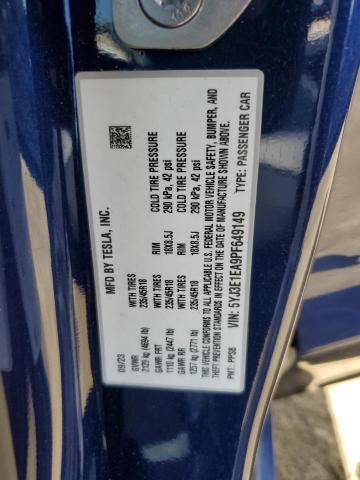 MFD BY TESLA, INC.
09/23
GVWR
2129 kg (4694 lb)
GAWR FRT WITH TIRES RIM COLD TIRE PRESSURE
1110 kg (2447 lb) 235/45R18 18X8.5J 290 kPa, 42 psi
GAWR RR WITH TIRES RIM COLD TIRE PRESSURE
1257 kg (2771 lb) 235/45R18 18X8.5J 290 kPa, 42 psi
THIS VEHICLE CONFORMS TO ALL APPLICABLE U.S. FEDERAL MOTOR VEHICLE SAFETY, BUMPER, AND
THEFT PREVENTION STANDARDS IN EFFECT ON THE DATE OF MANUFACTURE SHOWN ABOVE.
VIN: 5YJ3E1EA9PF649149 TYPE: PASSENGER CAR
PNT: PPSB